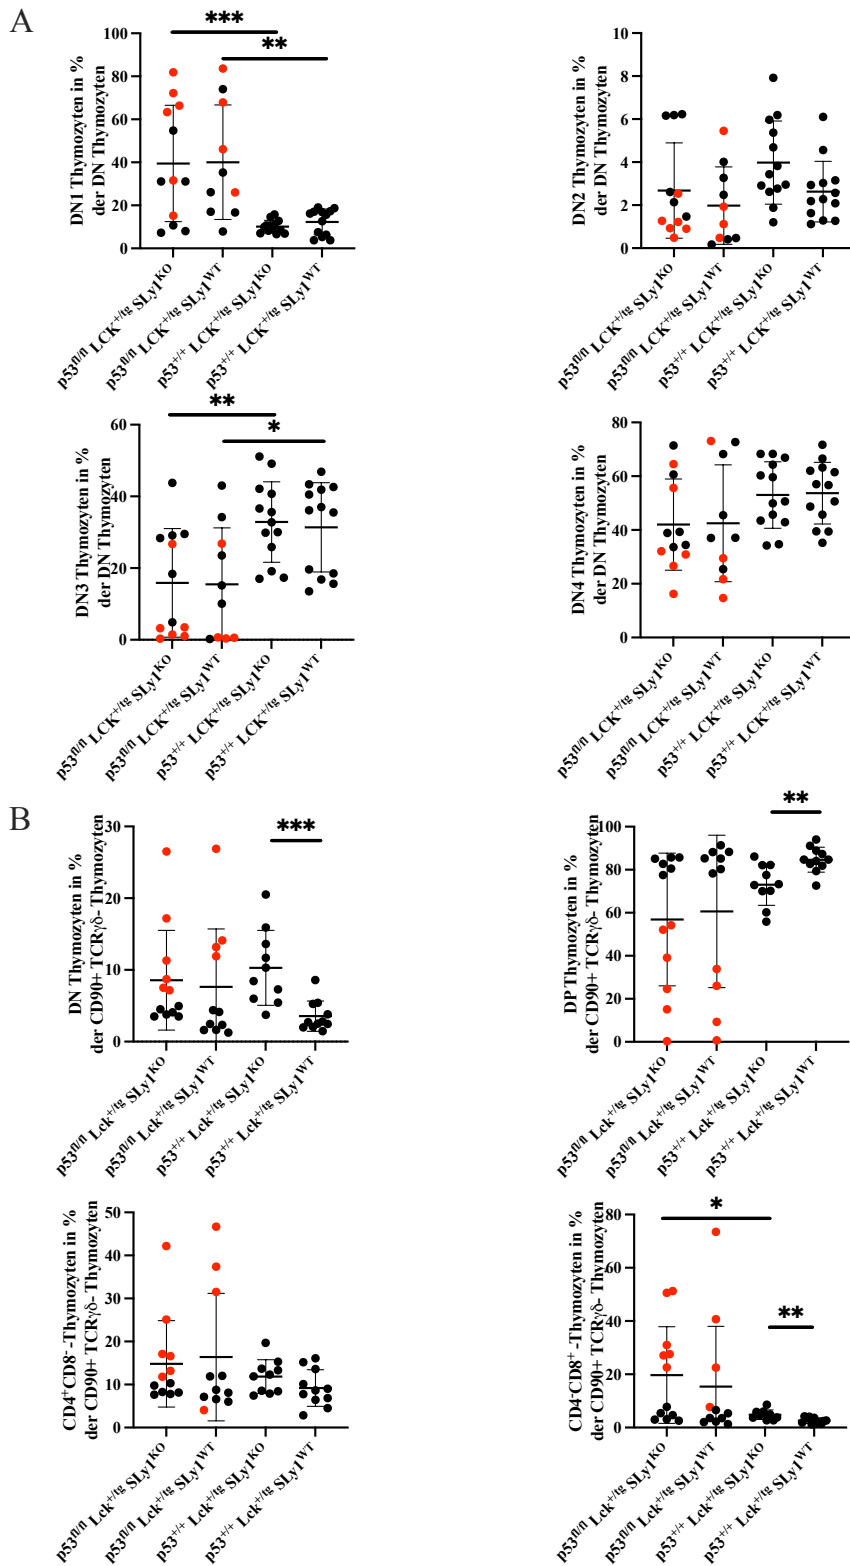 A
***
**
100
80
60
40
20
0
DN1 Thymozyten in %
der DN Thymozyten
p53fl/fl LCK+/tg SLy1KO
p53fl/fl LCK+/tg SLy1WT
p53+/+ LCK+/tg SLy1KO
p53+/+ LCK+/tg SLy1WT
10
8
6
4
2
0
DN2 Thymozyten in %
der DN Thymozyten
p53fl/fl LCK+/tg SLy1KO
p53fl/fl LCK+/tg SLy1WT
p53+/+ LCK+/tg SLy1KO
p53+/+ LCK+/tg SLy1WT
**
*
60
40
20
0
DN3 Thymozyten in %
der DN Thymozyten
p53fl/fl LCK+/tg SLy1KO
p53fl/fl LCK+/tg SLy1WT
p53+/+ LCK+/tg SLy1KO
p53+/+ LCK+/tg SLy1WT
80
60
40
20
0
DN4 Thymozyten in %
der DN Thymozyten
p53fl/fl LCK+/tg SLy1KO
p53fl/fl LCK+/tg SLy1WT
p53+/+ LCK+/tg SLy1KO
p53+/+ LCK+/tg SLy1WT
B
***
30
20
10
0
DN Thymozyten in %
der CD90+ TCRγδ- Thymozyten
p53fl/fl Lck+/tg SLy1KO
p53fl/fl Lck+/tg SLy1WT
p53+/+ Lck+/tg SLy1KO
p53+/+ Lck+/tg SLy1WT
**
100
80
60
40
20
0
DP Thymozyten in %
der CD90+ TCRγδ- Thymozyten
p53fl/fl Lck+/tg SLy1KO
p53fl/fl Lck+/tg SLy1WT
p53+/+ Lck+/tg SLy1KO
p53+/+ Lck+/tg SLy1WT
50
40
30
20
10
0
CD4+CD8- -Thymozyten in %
der CD90+ TCRγδ- Thymozyten
p53fl/fl Lck+/tg SLy1KO
p53fl/fl Lck+/tg SLy1WT
p53+/+ Lck+/tg SLy1KO
p53+/+ Lck+/tg SLy1WT
*
**
80
60
40
20
0
CD4-CD8+ -Thymozyten in %
der CD90+ TCRγδ- Thymozyten
p53fl/fl Lck+/tg SLy1KO
p53fl/fl Lck+/tg SLy1WT
p53+/+ Lck+/tg SLy1KO
p53+/+ Lck+/tg SLy1WT